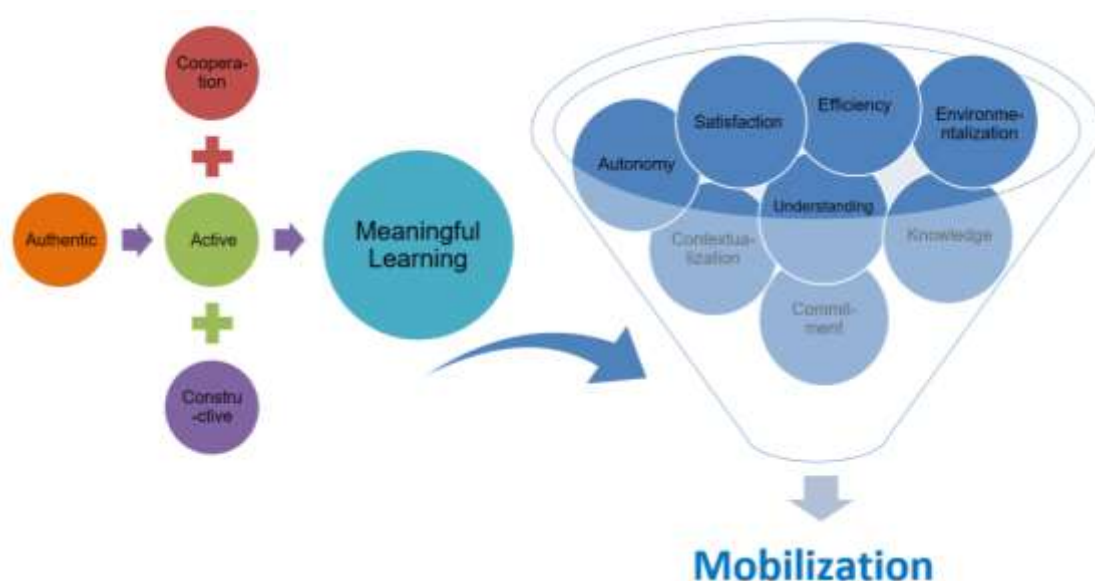 Coopera-
tion
Authentic
Active
Constru
-ctive
Meaningful
Learning
Autonomy
Satisfaction
Efficiency
Environme-
ntalization
Contextua-
lization
Understanding
Knowledge
Commit-
ment
Mobilization